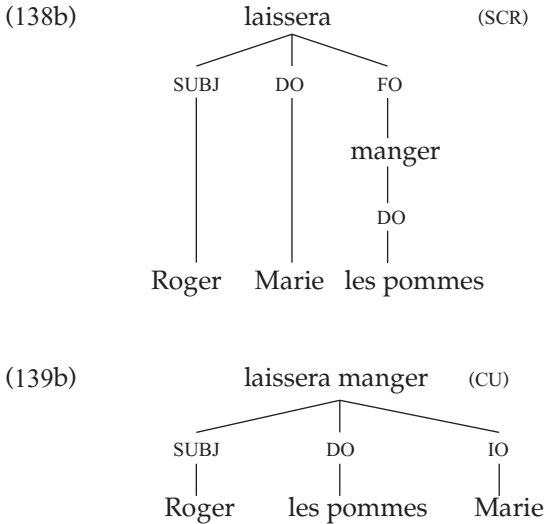 (138b) laissera (SCR)
SUBJ DO FO
manger
DO
Roger Marie les pommes
(139b) laissera manger (CU)
SUBJ DO IO
Roger les pommes Marie